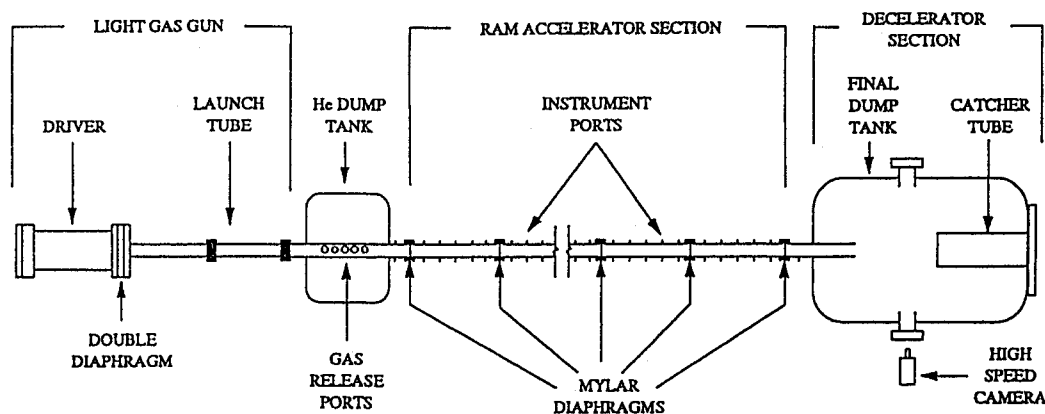 LIGHT GAS GUN
RAM ACCELERATOR SECTION
DECELERATOR
SECTION
DRIVER
LAUNCH
TUBE
He DUMP
TANK
INSTRUMENT
PORTS
FINAL
DUMP
TANK
CATCHER
TUBE
DOUBLE
DIAPHRAGM
GAS
RELEASE
PORTS
MYLAR
DIAPHRAGMS
HIGH
SPEED
CAMERA